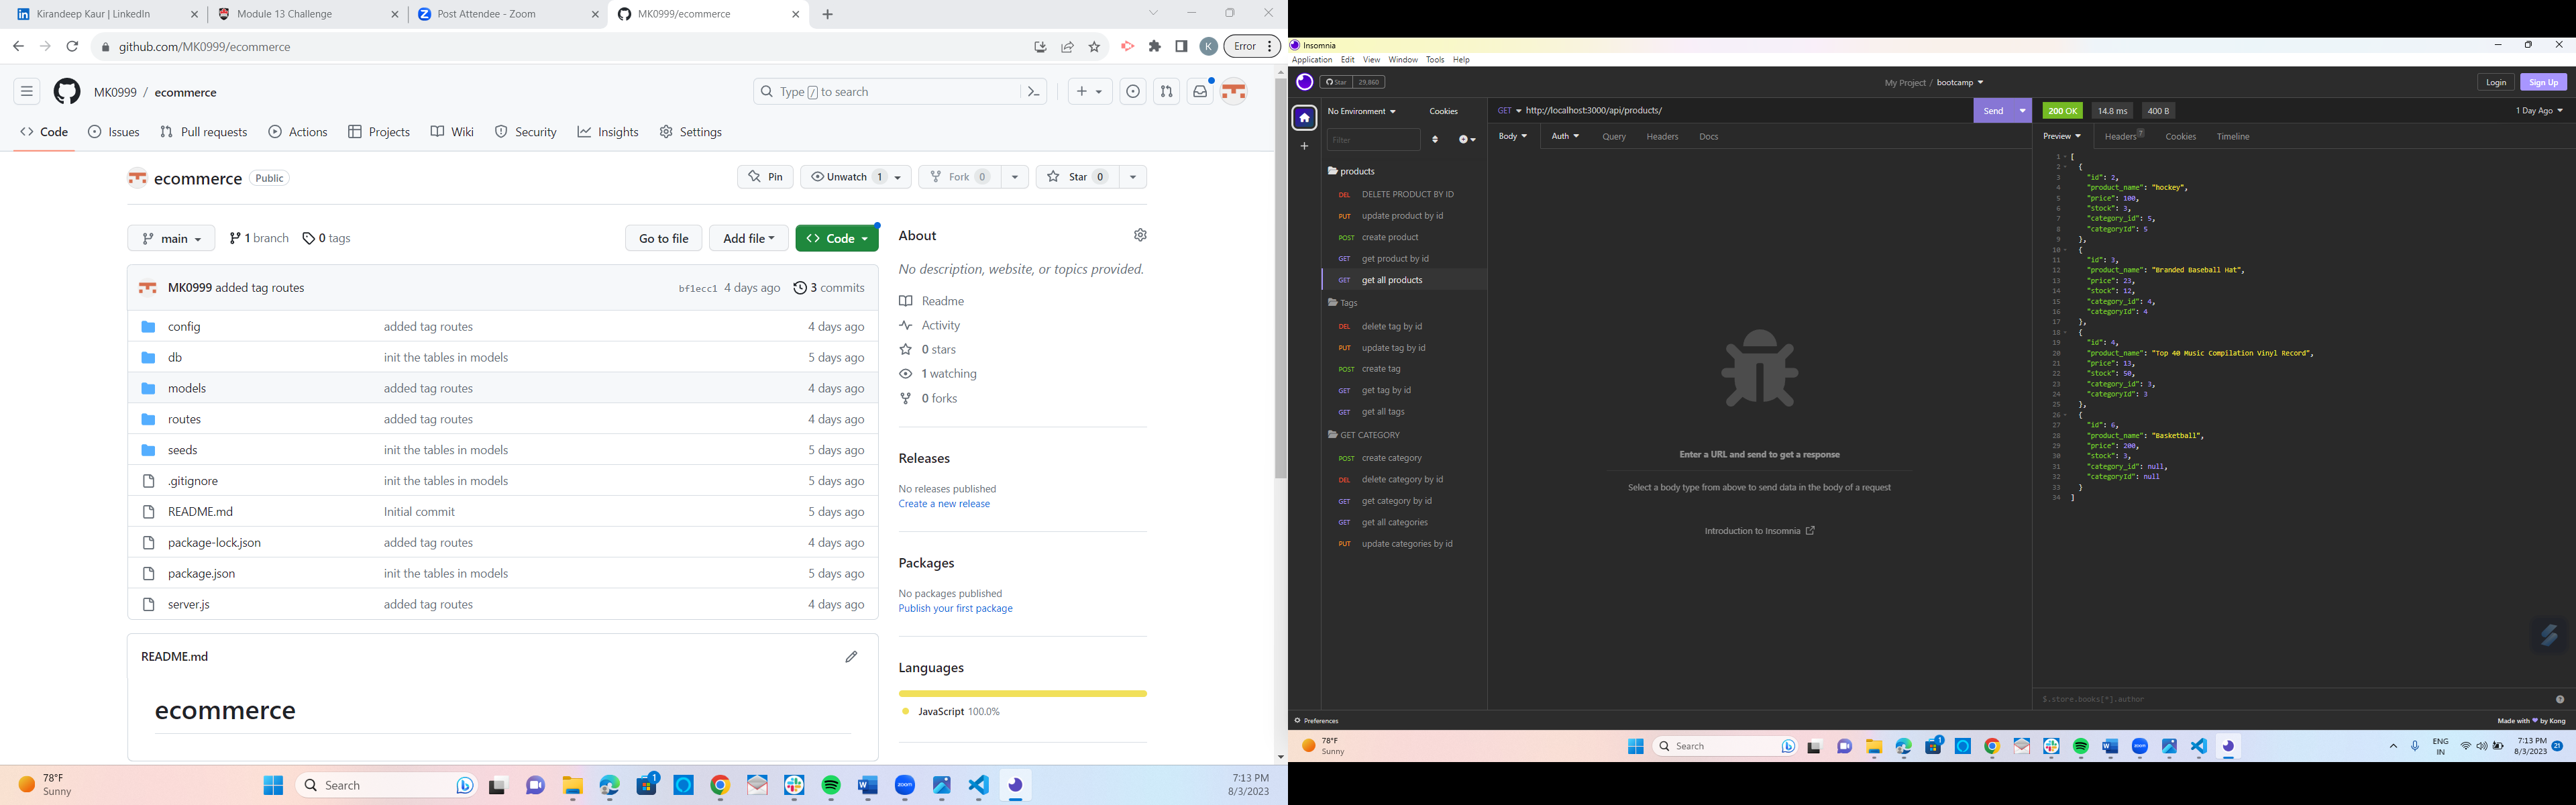 Kirandeep Kaur | LinkedIn
Module 13 Challenge
Post Attendee - Zoom
MK0999/ecommerce
github.com/MK0999/ecommerce
K
Error
MK0999 / ecommerce
Type / to search
Code
Issues
Pull requests
Actions
Projects
Wiki
Security
Insights
Settings
ecommerce
Public
Pin
Unwatch 1
Fork 0
Star 0
main
1 branch
0 tags
Go to file
Add file
Code
MK0999 added tag routes
bf1ecc1 4 days ago
3 commits
config added tag routes 4 days ago
db init the tables in models 5 days ago
models added tag routes 4 days ago
routes added tag routes 4 days ago
seeds init the tables in models 5 days ago
.gitignore init the tables in models 5 days ago
README.md Initial commit 5 days ago
package-lock.json added tag routes 4 days ago
package.json init the tables in models 5 days ago
server.js added tag routes 4 days ago
README.md
ecommerce
About
No description, website, or topics provided.
Readme
Activity
0 stars
1 watching
0 forks
Releases
No releases published
Create a new release
Packages
No packages published
Publish your first package
Languages
JavaScript 100.0%
78°F
Sunny
Search
1
zoom
7:13 PM
8/3/2023
Insomnia
Application Edit View Window Tools Help
Star 29,860
My Project / bootcamp
Login
Sign Up
No Environment
Cookies
Filter
products
DEL DELETE PRODUCT BY ID
PUT update product by id
POST create product
GET get product by id
GET get all products
Tags
DEL delete tag by id
PUT update tag by id
POST create tag
GET get tag by id
GET get all tags
GET CATEGORY
POST create category
DEL delete category by id
GET get category by id
GET get all categories
PUT update categories by id
GET http://localhost:3000/api/products/
Send
Body
Auth
Query
Headers
Docs
Enter a URL and send to get a response
Select a body type from above to send data in the body of a request
Introduction to Insomnia
200 OK
14.8 ms
400 B
1 Day Ago
Preview
Headers 7
Cookies
Timeline
1 [
2 {
3 "id": 2,
4 "product_name": "hockey",
5 "price": 100,
6 "stock": 3,
7 "category_id": 5,
8 "categoryId": 5
9 },
10 {
11 "id": 3,
12 "product_name": "Branded Baseball Hat",
13 "price": 23,
14 "stock": 12,
15 "category_id": 4,
16 "categoryId": 4
17 },
18 {
19 "id": 4,
20 "product_name": "Top 40 Music Compilation Vinyl Record",
21 "price": 13,
22 "stock": 50,
23 "category_id": 3,
24 "categoryId": 3
25 },
26 {
27 "id": 6,
28 "product_name": "Basketball",
29 "price": 200,
30 "stock": 3,
31 "category_id": null,
32 "categoryId": null
33 }
34 ]
$.store.books[*].author
Preferences
Made with ♥ by Kong
78°F
Sunny
Search
1
zoom
ENG
IN
7:13 PM
8/3/2023
21